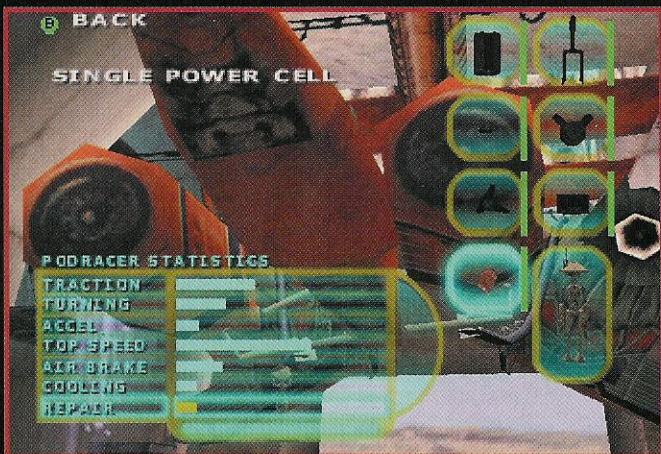 B BACK
SINGLE POWER CELL
PODRACER STATISTICS
TRACTION
TURNING
ACCEL
TOP SPEED
AIR BRAKE
COOLING
REPAIR